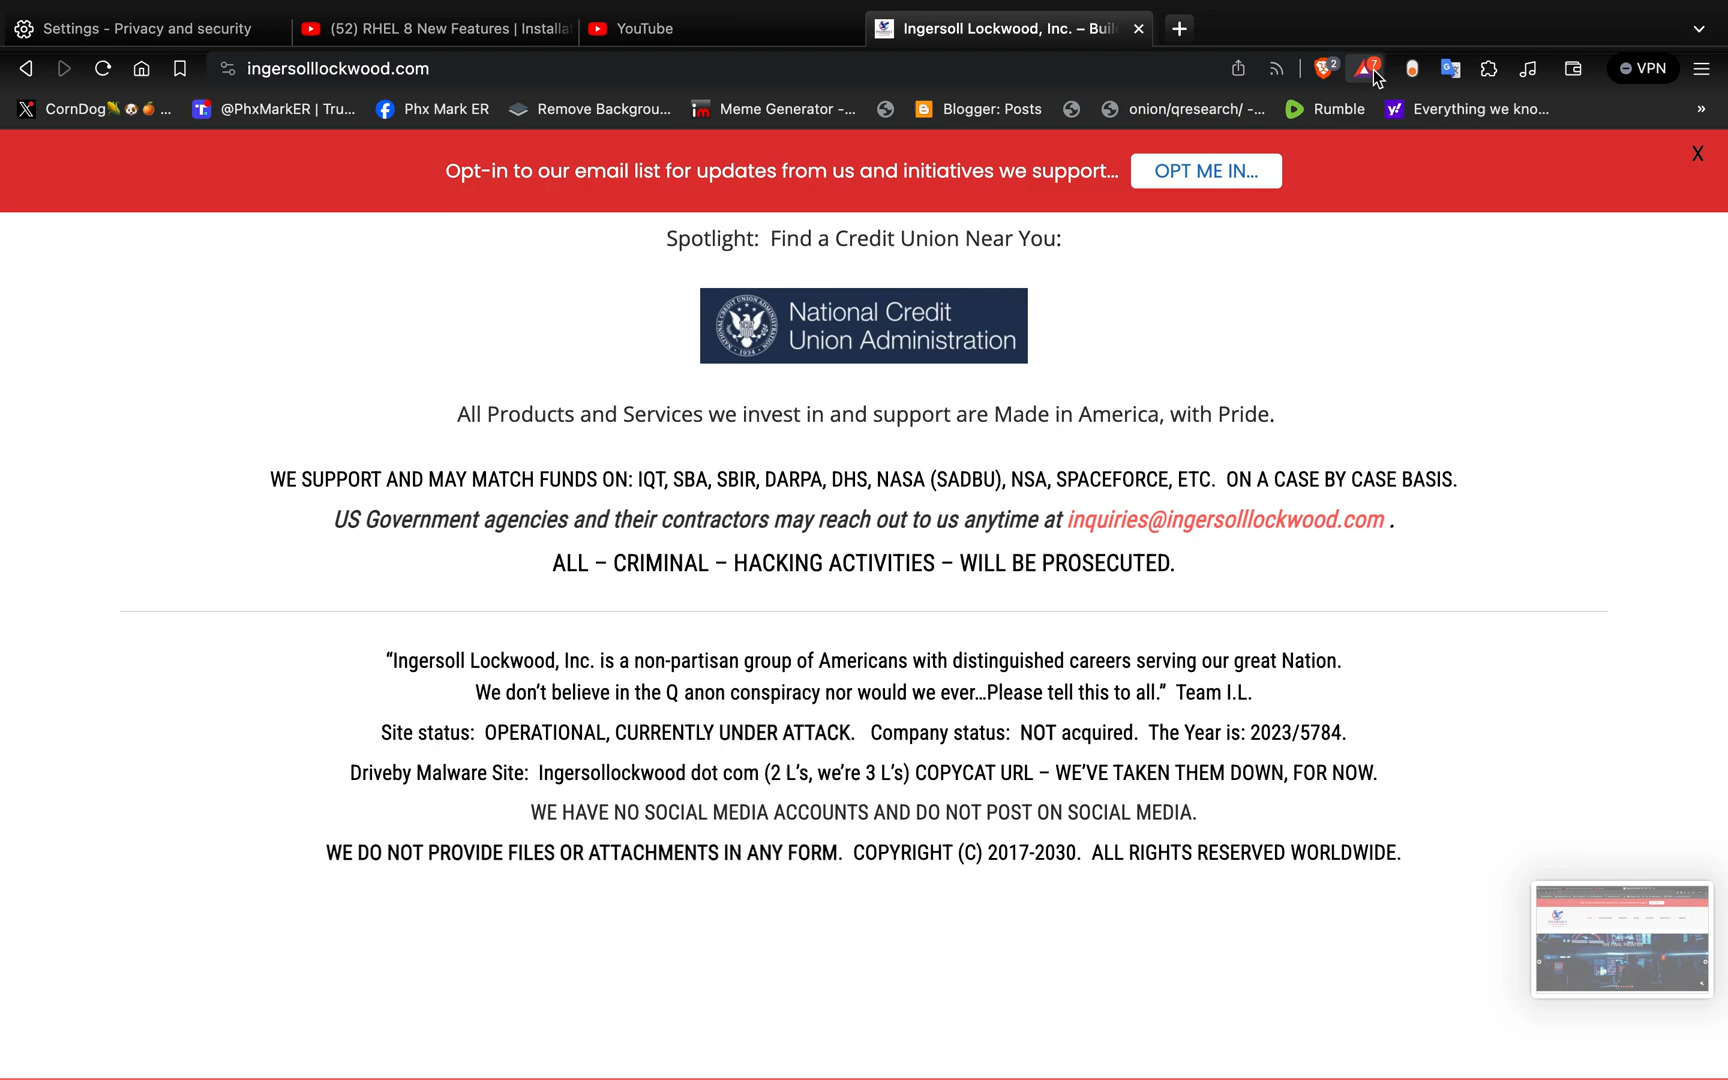 Settings - Privacy and security
(52) RHEL 8 New Features | Installat
YouTube
Ingersoll Lockwood, Inc. – Buil
ingersolllockwood.com
2
7
VPN
CornDog🌽🐶🍊 ...
@PhxMarkER | Tru...
Phx Mark ER
Remove Backgrou...
Meme Generator -...
Blogger: Posts
onion/qresearch/ -...
Rumble
Everything we kno...
»
Opt-in to our email list for updates from us and initiatives we support...
OPT ME IN...
X
Spotlight: Find a Credit Union Near You:
National Credit
Union Administration
All Products and Services we invest in and support are Made in America, with Pride.
WE SUPPORT AND MAY MATCH FUNDS ON: IQT, SBA, SBIR, DARPA, DHS, NASA (SADBU), NSA, SPACEFORCE, ETC. ON A CASE BY CASE BASIS.
US Government agencies and their contractors may reach out to us anytime at inquiries@ingersolllockwood.com .
ALL – CRIMINAL – HACKING ACTIVITIES – WILL BE PROSECUTED.
“Ingersoll Lockwood, Inc. is a non-partisan group of Americans with distinguished careers serving our great Nation.
We don’t believe in the Q anon conspiracy nor would we ever…Please tell this to all.” Team I.L.
Site status: OPERATIONAL, CURRENTLY UNDER ATTACK. Company status: NOT acquired. The Year is: 2023/5784.
Driveby Malware Site: Ingersollockwood dot com (2 L’s, we’re 3 L’s) COPYCAT URL – WE’VE TAKEN THEM DOWN, FOR NOW.
WE HAVE NO SOCIAL MEDIA ACCOUNTS AND DO NOT POST ON SOCIAL MEDIA.
WE DO NOT PROVIDE FILES OR ATTACHMENTS IN ANY FORM. COPYRIGHT (C) 2017-2030. ALL RIGHTS RESERVED WORLDWIDE.